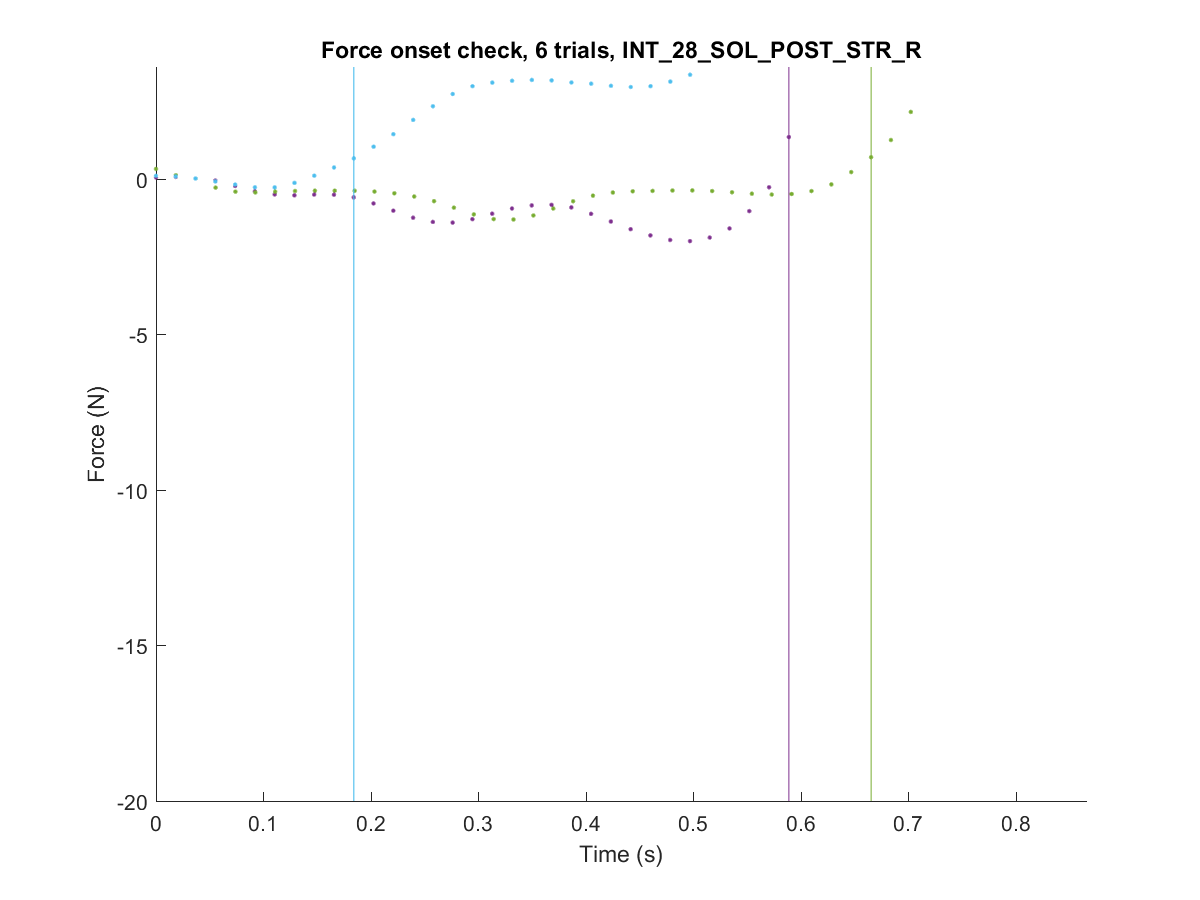 Force onset check, 6 trials, INT_28_SOL_POST_STR_R
0
-5
-10
-15
-20
Force (N)
0 0.1 0.2 0.3 0.4 0.5 0.6 0.7 0.8
Time (s)